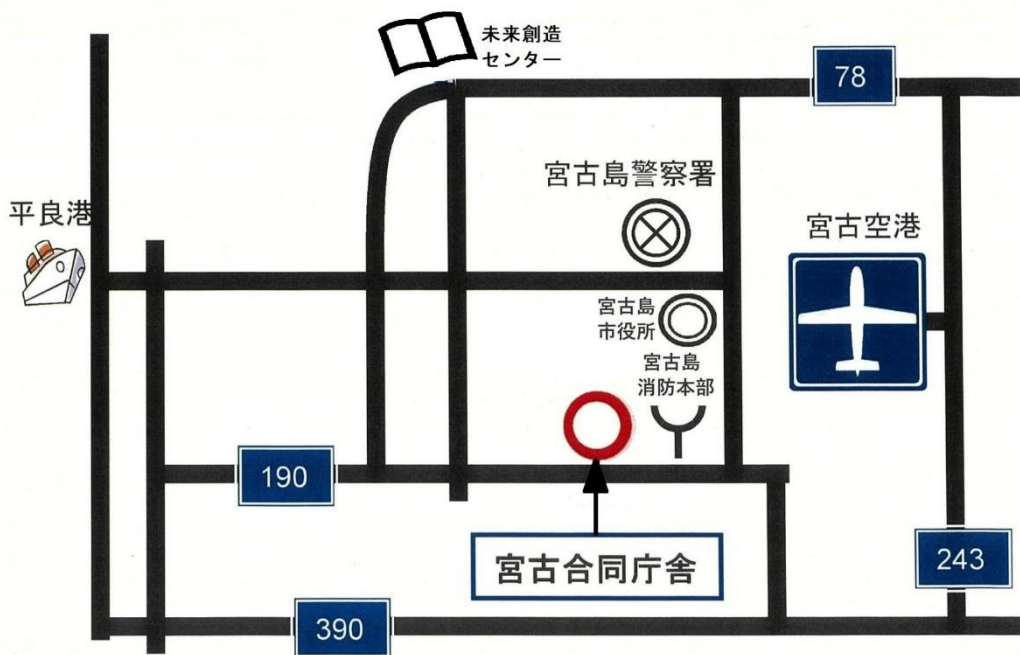 未来創造
センター
78
宮古島警察署
平良港
宮古空港
宮古島
市役所
宮古島
消防本部
190
宮古合同庁舎
243
390